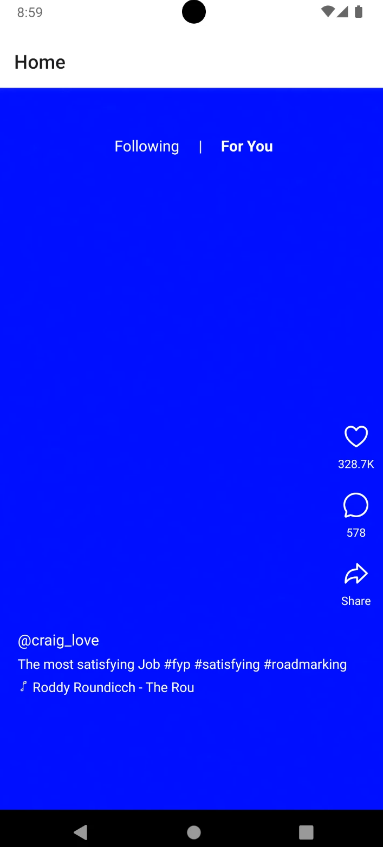 8:59
Home
Following | For You
328.7K
578
Share
@craig_love
The most satisfying Job #fyp #satisfying #roadmarking
Roddy Roundicch - The Rou